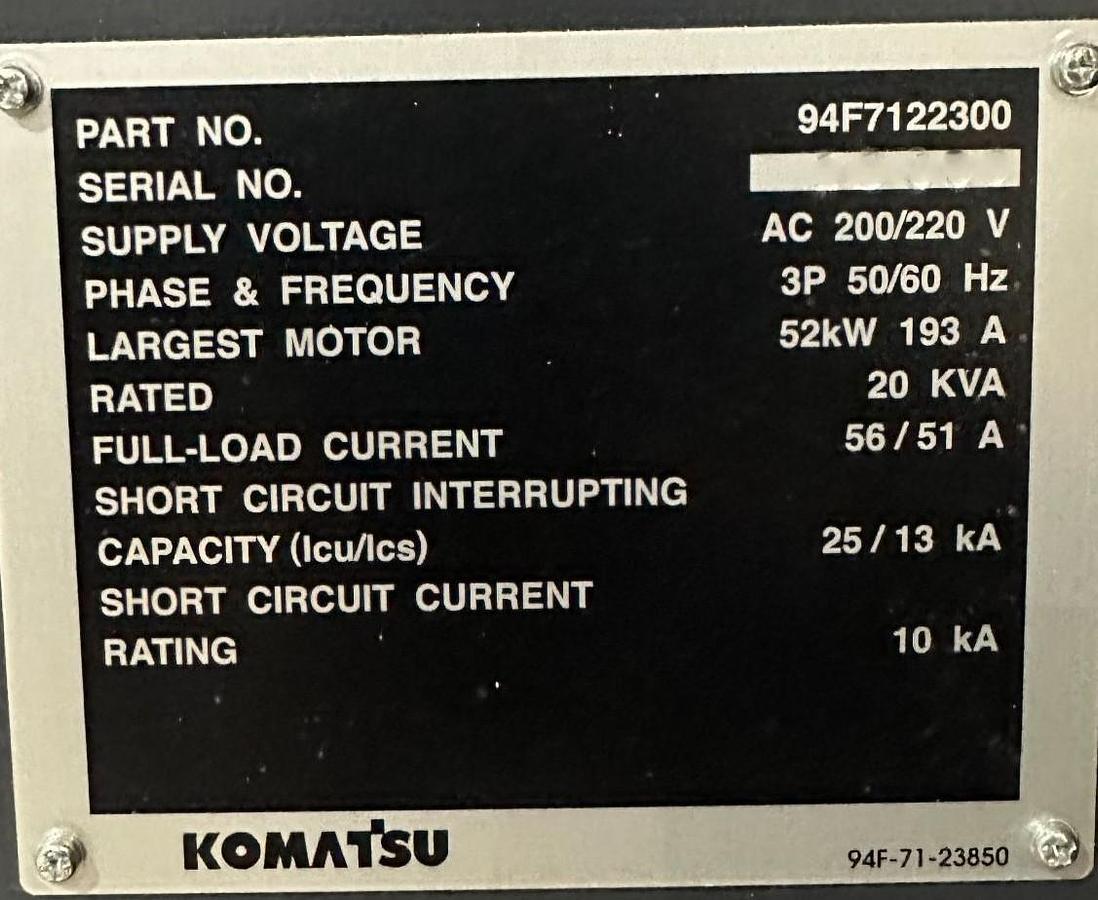 PART NO. 94F7122300
SERIAL NO.
SUPPLY VOLTAGE AC 200/220 V
PHASE & FREQUENCY 3P 50/60 Hz
LARGEST MOTOR 52kW 193 A
RATED 20 KVA
FULL-LOAD CURRENT 56/51 A
SHORT CIRCUIT INTERRUPTING
CAPACITY (Icu/Ics) 25/13 kA
SHORT CIRCUIT CURRENT
RATING 10 kA
KOMATSU 94F-71-23850